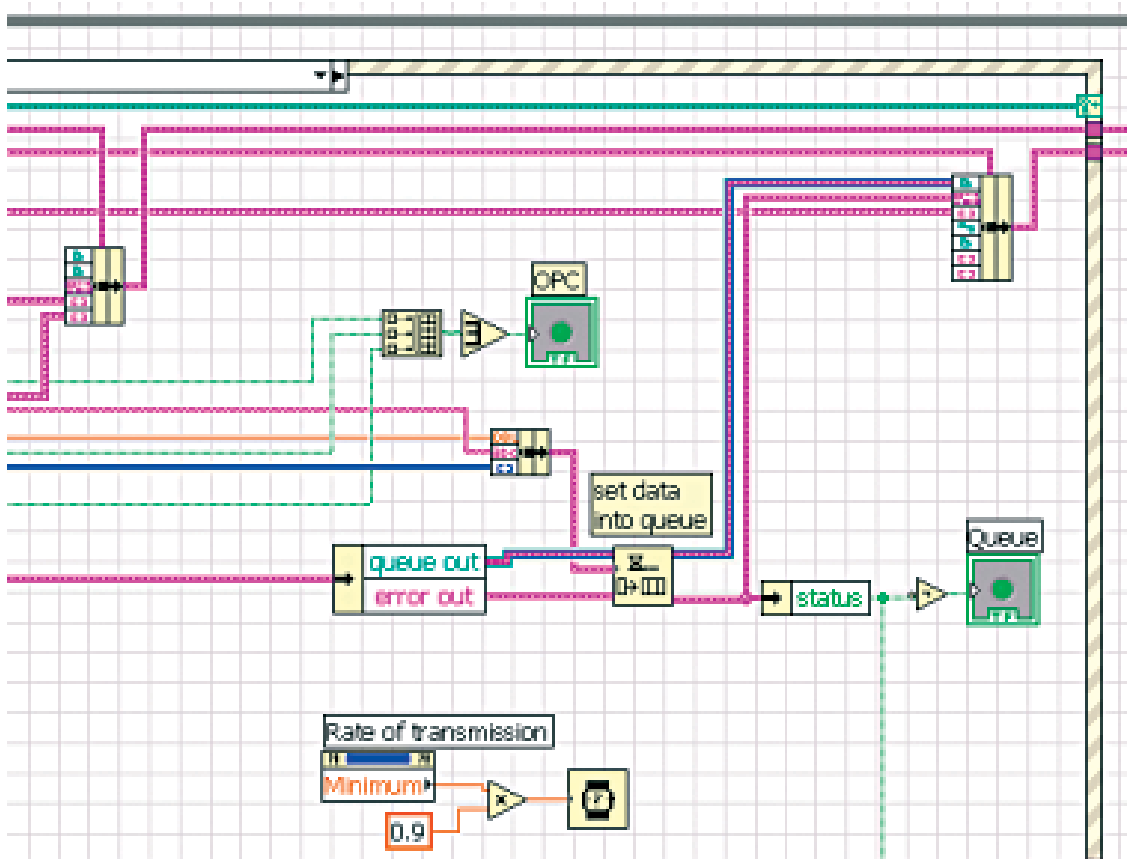 OPC
set data
into queue
queue out
error out
status
Queue
Rate of transmission
Minimum
0.9